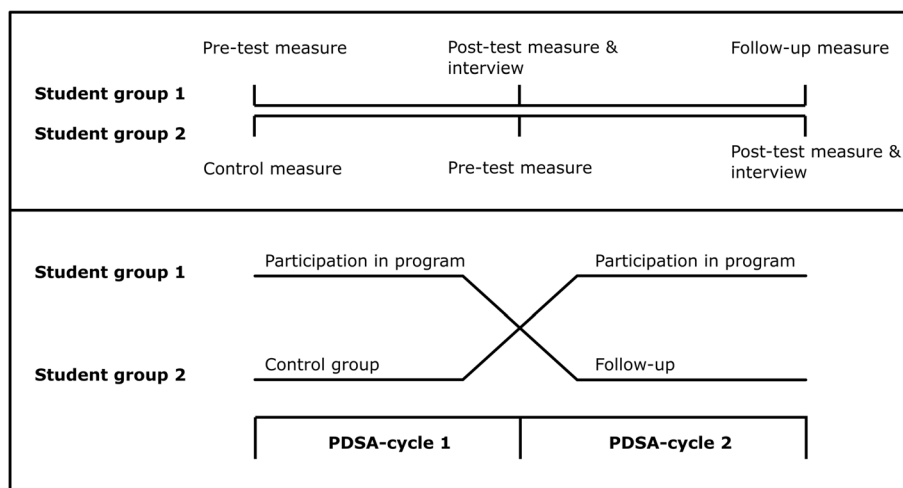 Pre-test measure
Post-test measure &
interview
Follow-up measure
Student group 1
Student group 2
Control measure
Pre-test measure
Post-test measure &
interview
Student group 1
Participation in program
Participation in program
Student group 2
Control group
Follow-up
PDSA-cycle 1
PDSA-cycle 2